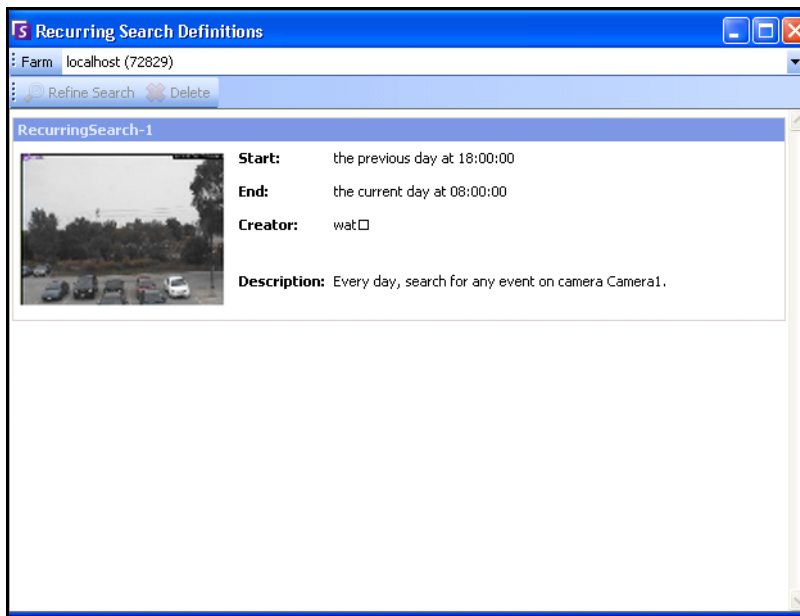 Recurring Search Definitions
Farm localhost (72829)
Refine Search Delete
RecurringSearch-1
Start: the previous day at 18:00:00
End: the current day at 08:00:00
Creator: wat□
Description: Every day, search for any event on camera Camera1.